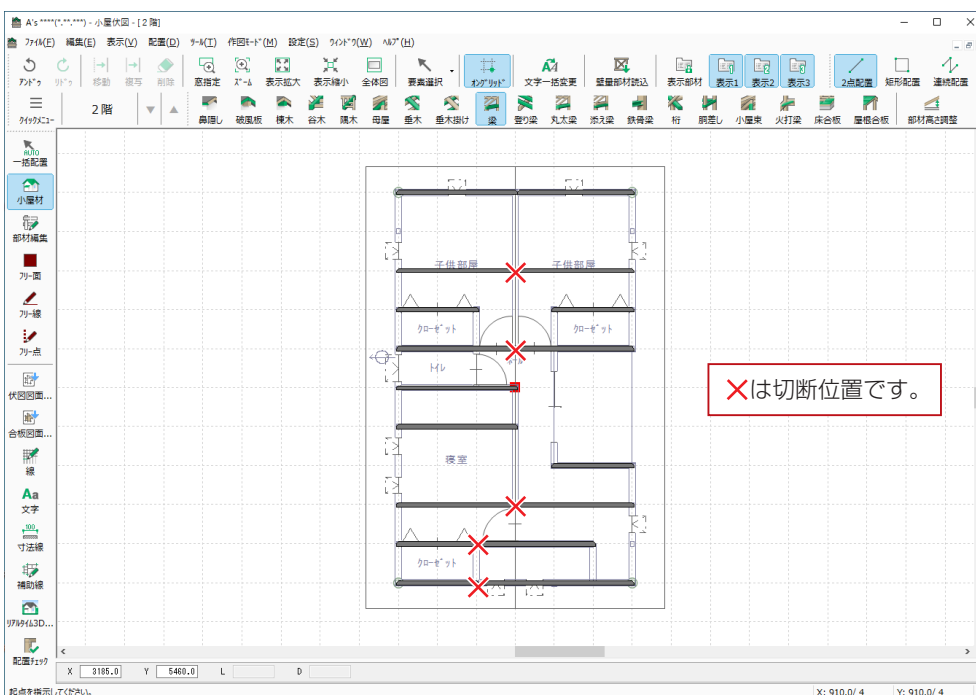 A's ****(*.**.***) - 小屋伏図 - [２階]
ﾌｧｲﾙ(F) 編集(E) 表示(V) 配置(D) ﾂｰﾙ(T) 作図ﾓｰﾄﾞ(M) 設定(S) ｳｨﾝﾄﾞｳ(W) ﾍﾙﾌﾟ(H)
ｱﾝﾄﾞｩ ﾘﾄﾞｩ 移動 複写 削除 窓指定 ｽﾞｰﾑ 表示拡大 表示縮小 全体図 要素選択 ｵﾝｸﾞﾘｯﾄﾞ 文字一括変更 壁量部材読込 表示部材 表示1 表示2 表示3 2点配置 矩形配置 連続配置
ｸｲｯｸﾒﾆｭｰ ２階 鼻隠し 破風板 棟木 谷木 隅木 母屋 垂木 垂木掛け 梁 登り梁 丸太梁 添え梁 鉄骨梁 桁 胴差し 小屋束 火打梁 床合板 屋根合板 部材高さ調整
AUTO
一括配置
小屋材
部材編集
ﾌﾘｰ面
ﾌﾘｰ線
ﾌﾘｰ点
伏図図面...
合板図面...
線
Aa
文字
100
寸法線
補助線
ﾘｱﾙﾀｲﾑ3D...
配置ﾁｪｯｸ
子供部屋 子供部屋
ｸﾛｰｾﾞｯﾄ ｸﾛｰｾﾞｯﾄ
ﾄｲﾚ
寝室
ｸﾛｰｾﾞｯﾄ
×は切断位置です。
X 3185.0 Y 5460.0 L D
起点を指示してください。 X: 910.0/ 4 Y: 910.0/ 4